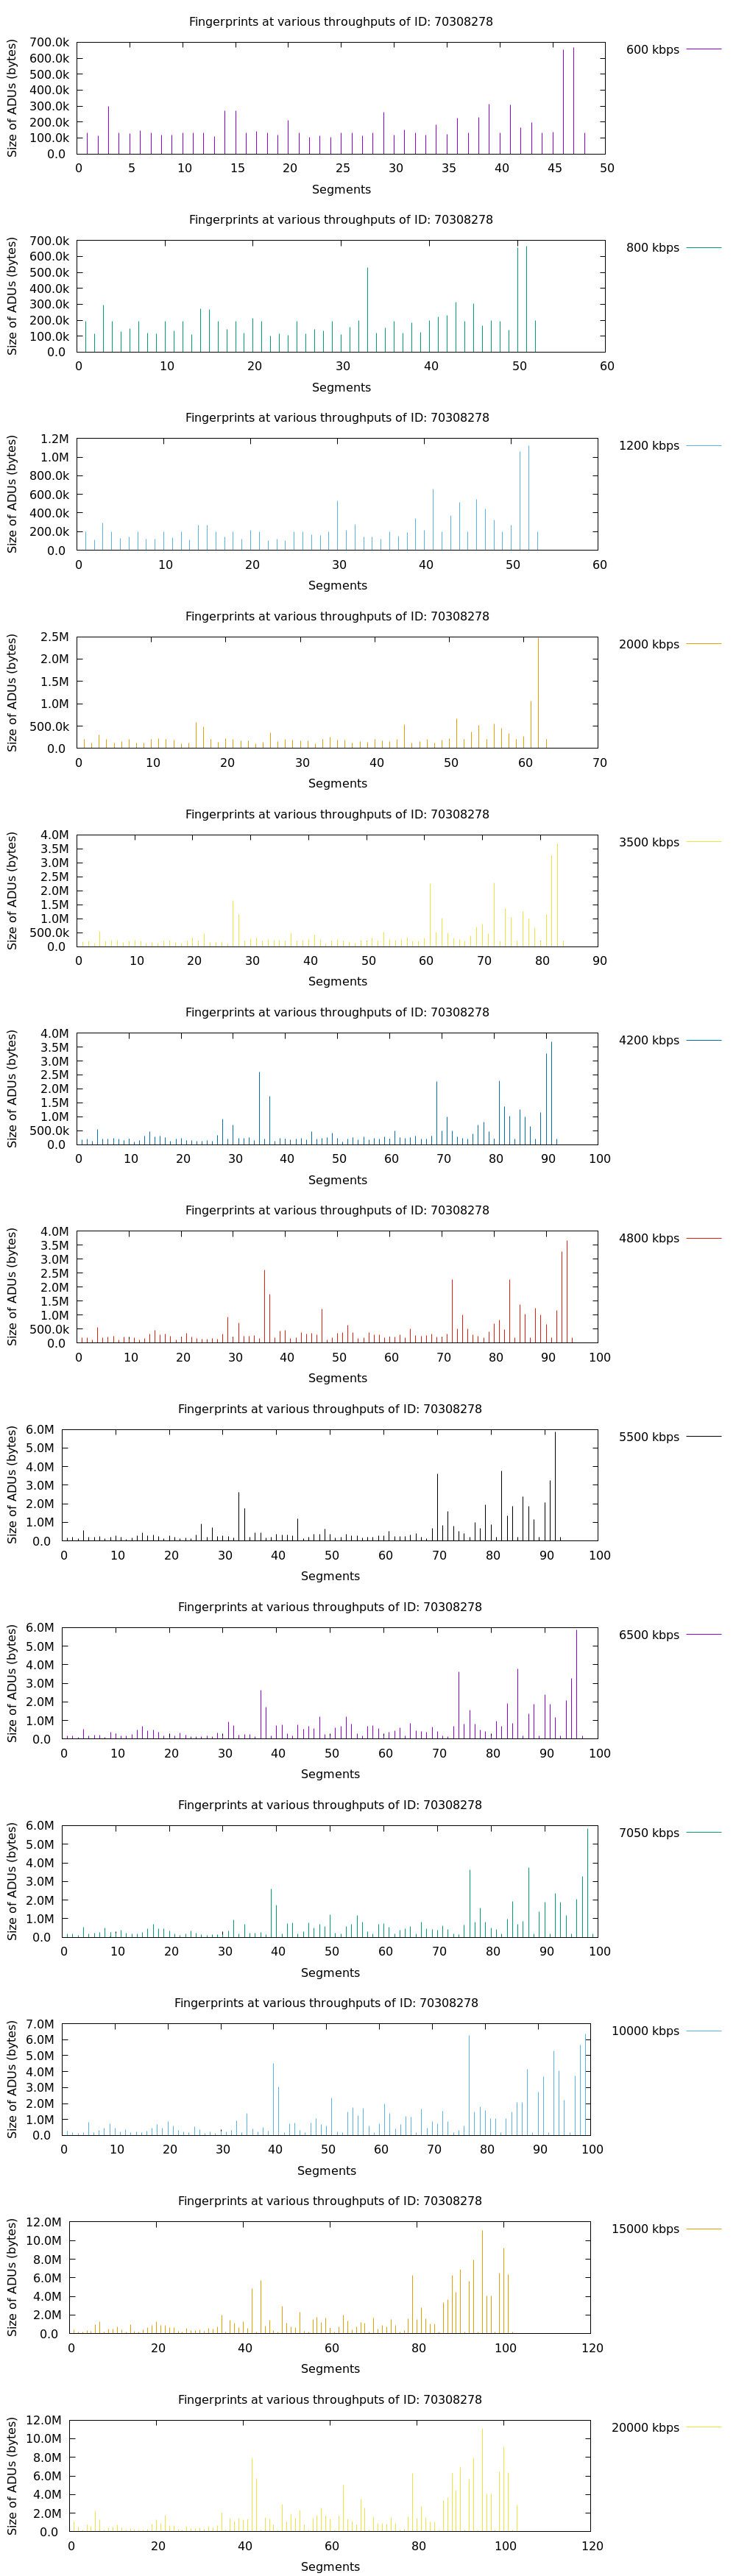 Fingerprints at various throughputs of ID: 70308278
600 kbps
Size of ADUs (bytes)
700.0k
600.0k
500.0k
400.0k
300.0k
200.0k
100.0k
0.0
0 5 10 15 20 25 30 35 40 45 50
Segments
Fingerprints at various throughputs of ID: 70308278
800 kbps
Size of ADUs (bytes)
700.0k
600.0k
500.0k
400.0k
300.0k
200.0k
100.0k
0.0
0 10 20 30 40 50 60
Segments
Fingerprints at various throughputs of ID: 70308278
1200 kbps
Size of ADUs (bytes)
1.2M
1.0M
800.0k
600.0k
400.0k
200.0k
0.0
0 10 20 30 40 50 60
Segments
Fingerprints at various throughputs of ID: 70308278
2000 kbps
Size of ADUs (bytes)
2.5M
2.0M
1.5M
1.0M
500.0k
0.0
0 10 20 30 40 50 60 70
Segments
Fingerprints at various throughputs of ID: 70308278
3500 kbps
Size of ADUs (bytes)
4.0M
3.5M
3.0M
2.5M
2.0M
1.5M
1.0M
500.0k
0.0
0 10 20 30 40 50 60 70 80 90
Segments
Fingerprints at various throughputs of ID: 70308278
4200 kbps
Size of ADUs (bytes)
4.0M
3.5M
3.0M
2.5M
2.0M
1.5M
1.0M
500.0k
0.0
0 10 20 30 40 50 60 70 80 90 100
Segments
Fingerprints at various throughputs of ID: 70308278
4800 kbps
Size of ADUs (bytes)
4.0M
3.5M
3.0M
2.5M
2.0M
1.5M
1.0M
500.0k
0.0
0 10 20 30 40 50 60 70 80 90 100
Segments
Fingerprints at various throughputs of ID: 70308278
5500 kbps
Size of ADUs (bytes)
6.0M
5.0M
4.0M
3.0M
2.0M
1.0M
0.0
0 10 20 30 40 50 60 70 80 90 100
Segments
Fingerprints at various throughputs of ID: 70308278
6500 kbps
Size of ADUs (bytes)
6.0M
5.0M
4.0M
3.0M
2.0M
1.0M
0.0
0 10 20 30 40 50 60 70 80 90 100
Segments
Fingerprints at various throughputs of ID: 70308278
7050 kbps
Size of ADUs (bytes)
6.0M
5.0M
4.0M
3.0M
2.0M
1.0M
0.0
0 10 20 30 40 50 60 70 80 90 100
Segments
Fingerprints at various throughputs of ID: 70308278
10000 kbps
Size of ADUs (bytes)
7.0M
6.0M
5.0M
4.0M
3.0M
2.0M
1.0M
0.0
0 10 20 30 40 50 60 70 80 90 100
Segments
Fingerprints at various throughputs of ID: 70308278
15000 kbps
Size of ADUs (bytes)
12.0M
10.0M
8.0M
6.0M
4.0M
2.0M
0.0
0 20 40 60 80 100 120
Segments
Fingerprints at various throughputs of ID: 70308278
20000 kbps
Size of ADUs (bytes)
12.0M
10.0M
8.0M
6.0M
4.0M
2.0M
0.0
0 20 40 60 80 100 120
Segments